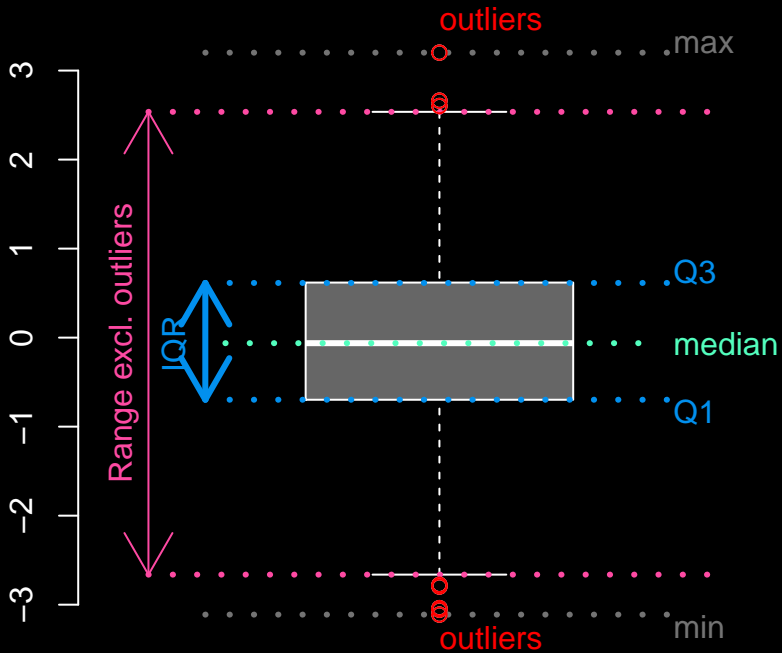 outliers
max
3
2
1
0
−1
−2
−3
Range excl. outliers
IQR
Q3
median
Q1
min
outliers